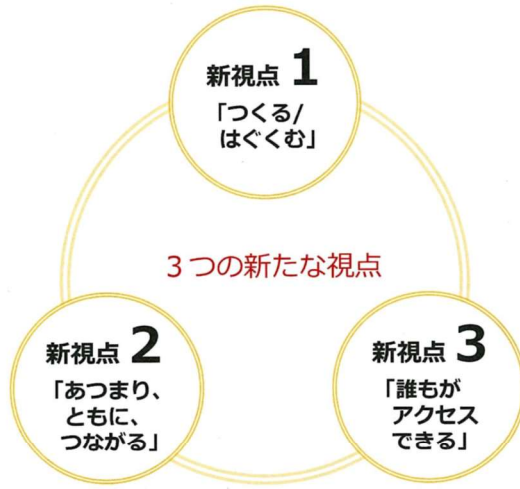 新視点 1
「つくる/
はぐくむ」
3つの新たな視点
新視点 2
「あつまり、
ともに、
つながる」
新視点 3
「誰もが
アクセス
できる」